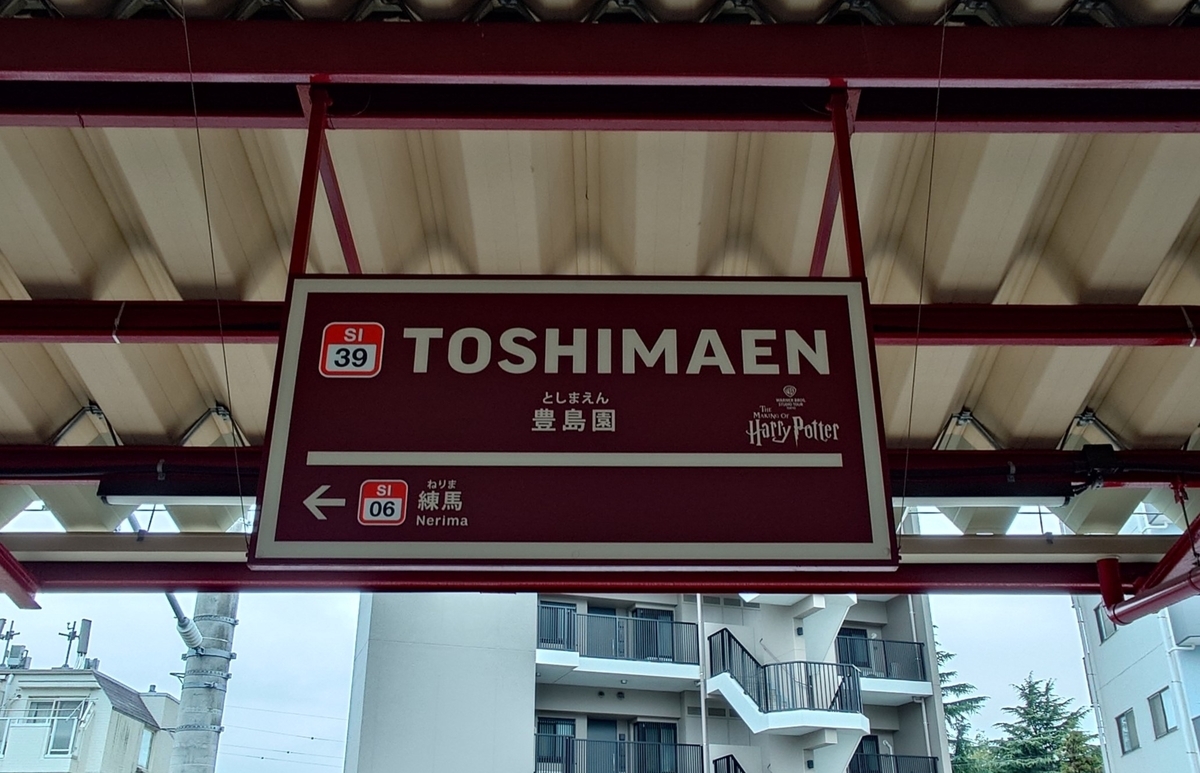 SI
39
TOSHIMAEN
としまえん
豊島園
WARNER BROS.
STUDIO TOUR
TOKYO
THE
MAKING OF
Harry Potter
SI
06
ねりま
練馬
Nerima